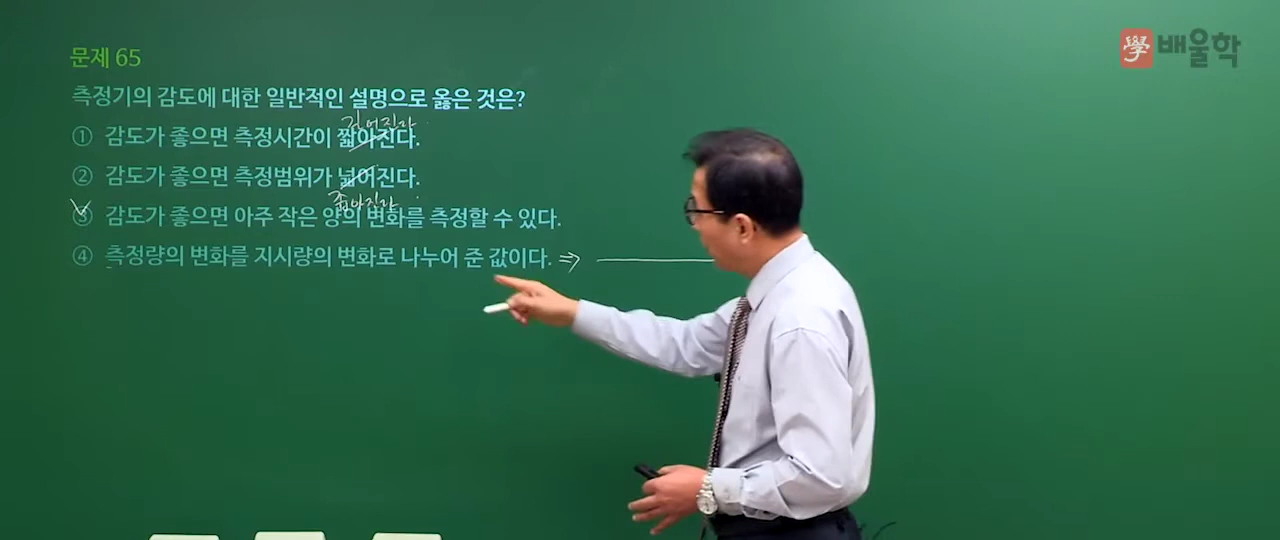 學 배울학
문제 65
측정기의 감도에 대한 일반적인 설명으로 옳은 것은?
길어진다
① 감도가 좋으면 측정시간이 짧아진다.
② 감도가 좋으면 측정범위가 넓어진다.
좁아진다
③ 감도가 좋으면 아주 작은 양의 변화를 측정할 수 있다.
④ 측정량의 변화를 지시량의 변화로 나누어 준 값이다. ⇒